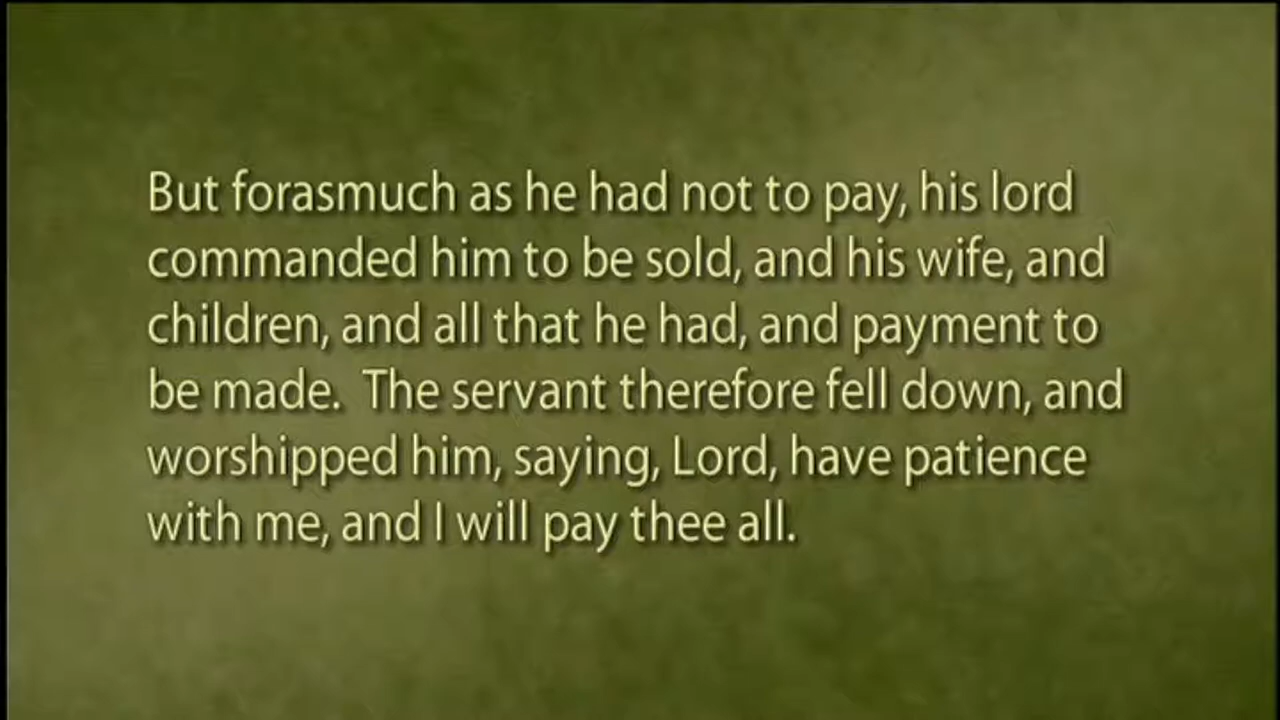 But forasmuch as he had not to pay, his lord
commanded him to be sold, and his wife, and
children, and all that he had, and payment to
be made.  The servant therefore fell down, and
worshipped him, saying, Lord, have patience
with me, and I will pay thee all.